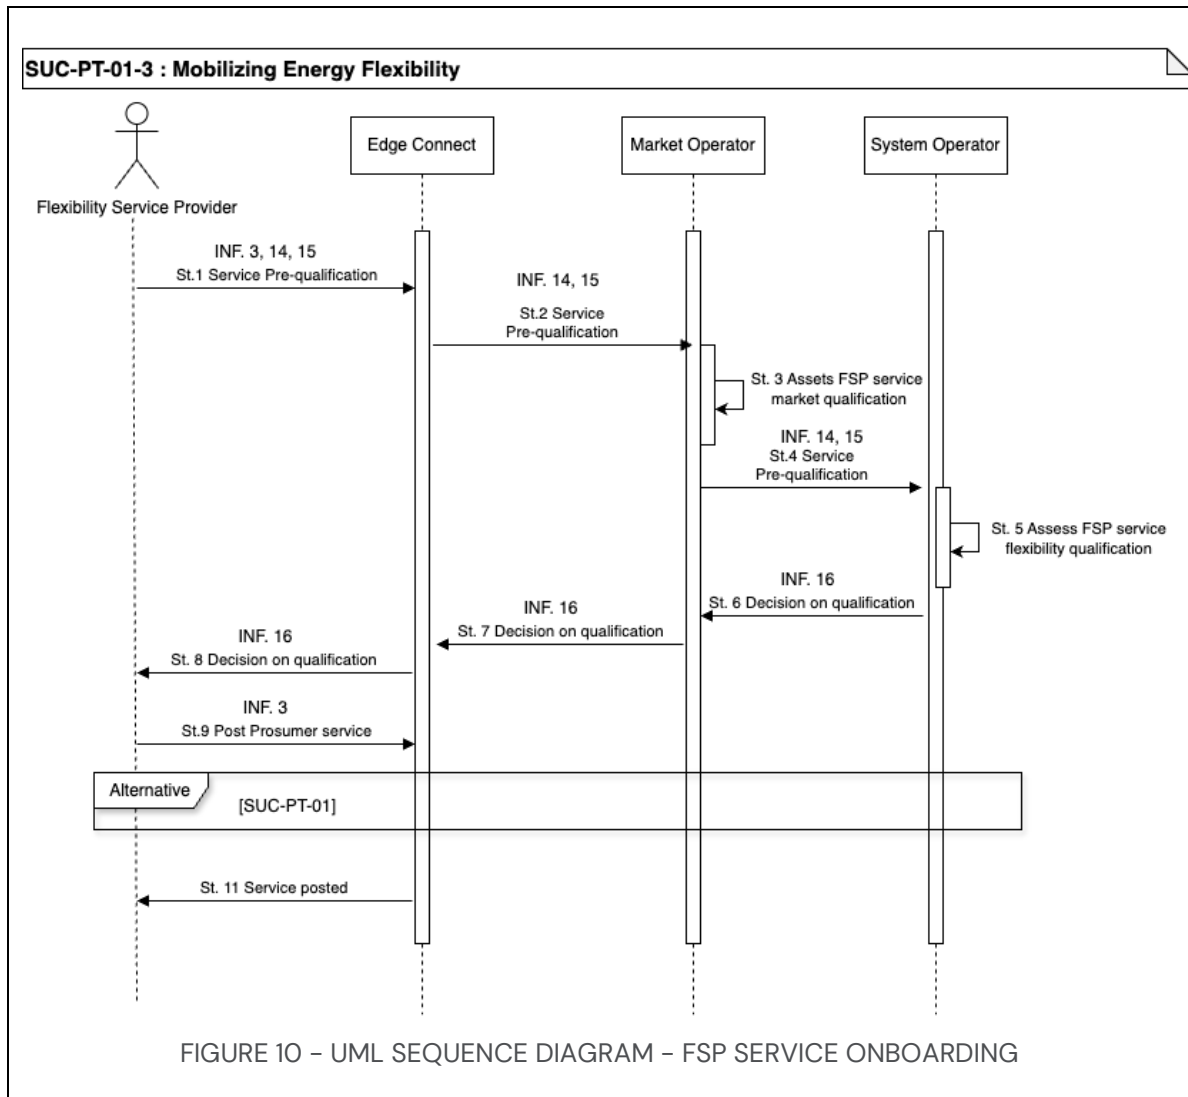 SUC-PT-01-3 : Mobilizing Energy Flexibility
Edge Connect
Market Operator
System Operator
Flexibility Service Provider
INF. 3, 14, 15
St.1 Service Pre-qualification
INF. 14, 15
St.2 Service
Pre-qualification
St. 3 Assets FSP service
market qualification
INF. 14, 15
St.4 Service
Pre-qualification
St. 5 Assess FSP service
flexibility qualification
INF. 16
St. 6 Decision on qualification
INF. 16
St. 7 Decision on qualification
INF. 16
St. 8 Decision on qualification
INF. 3
St.9 Post Prosumer service
Alternative
[SUC-PT-01]
St. 11 Service posted
FIGURE 10 – UML SEQUENCE DIAGRAM – FSP SERVICE ONBOARDING